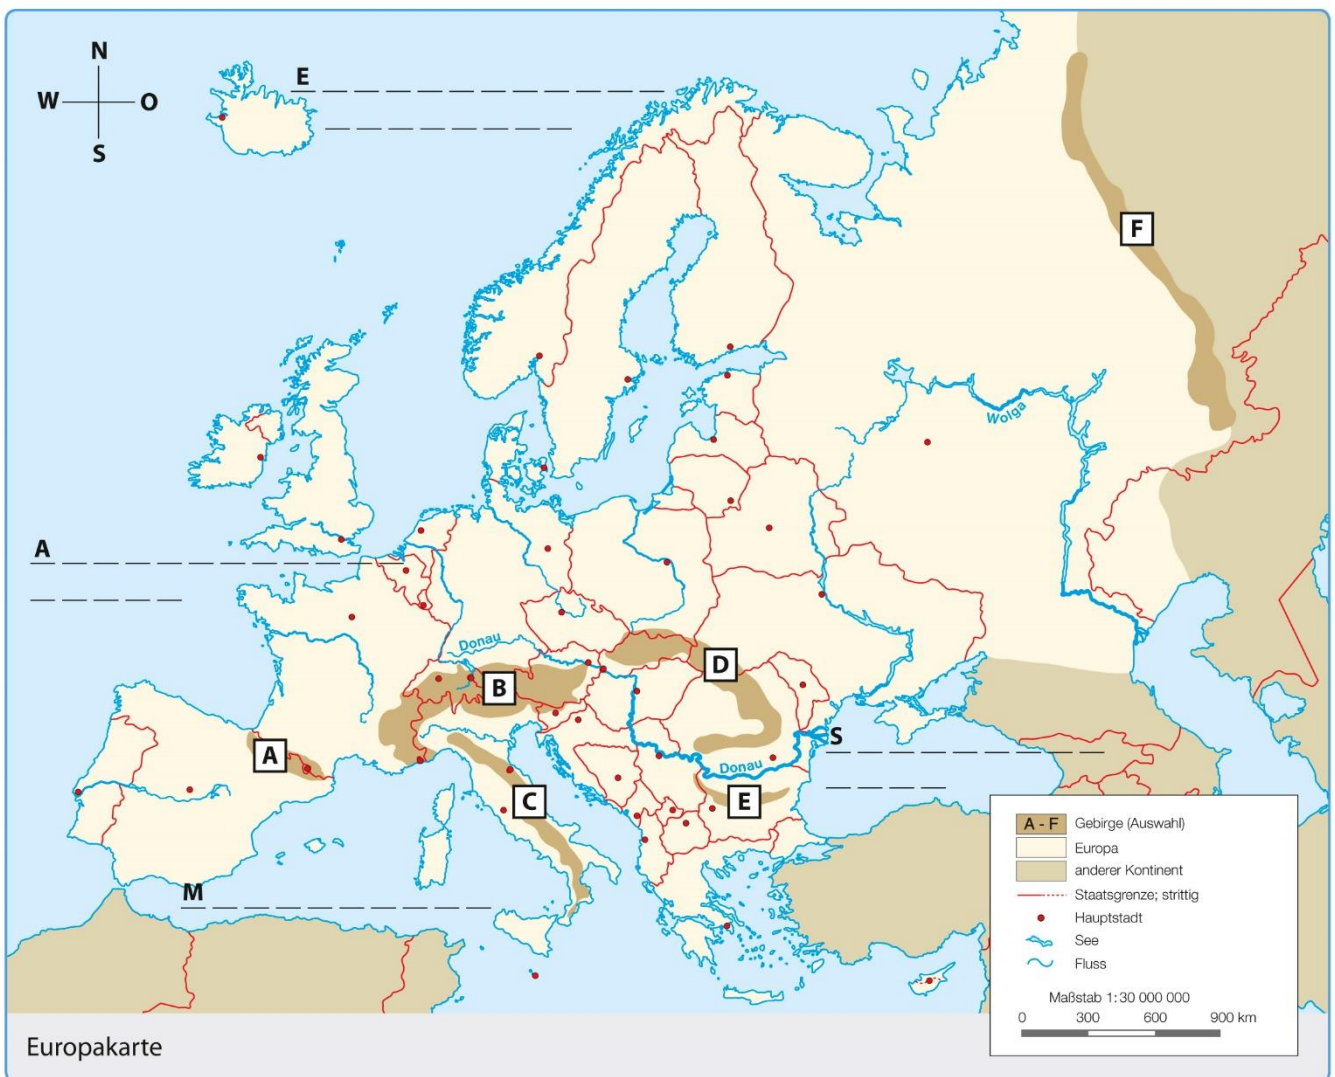 N
W O
S
E
F
A
Wolga
Donau
B
D
A
S
Donau
C
E
M
A - F Gebirge (Auswahl)
Europa
anderer Kontinent
Staatsgrenze; strittig
Hauptstadt
See
Fluss
Maßstab 1:30 000 000
0 300 600 900 km
Europakarte